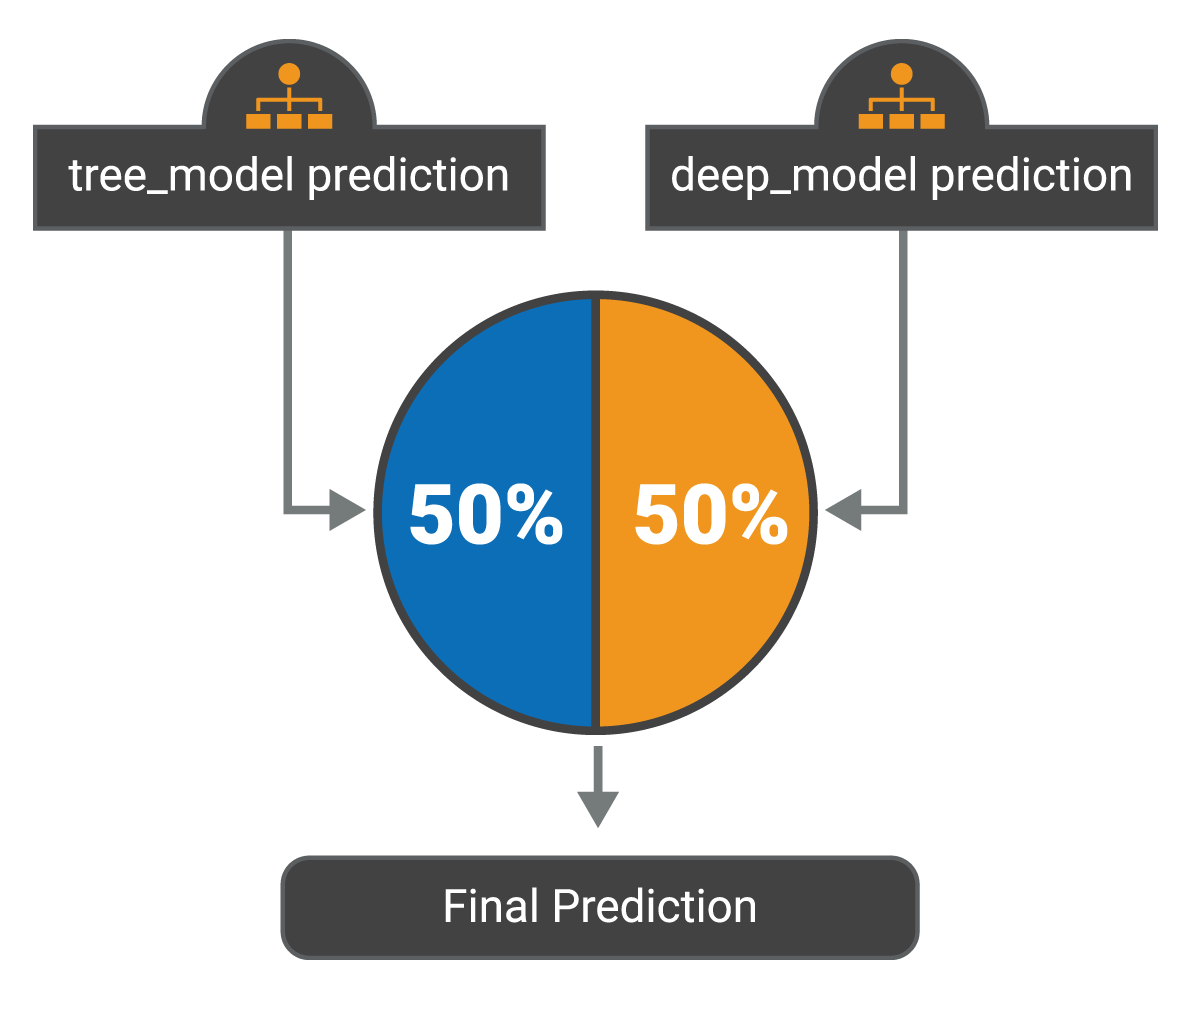 tree_model prediction
deep_model prediction
50%
50%
Final Prediction